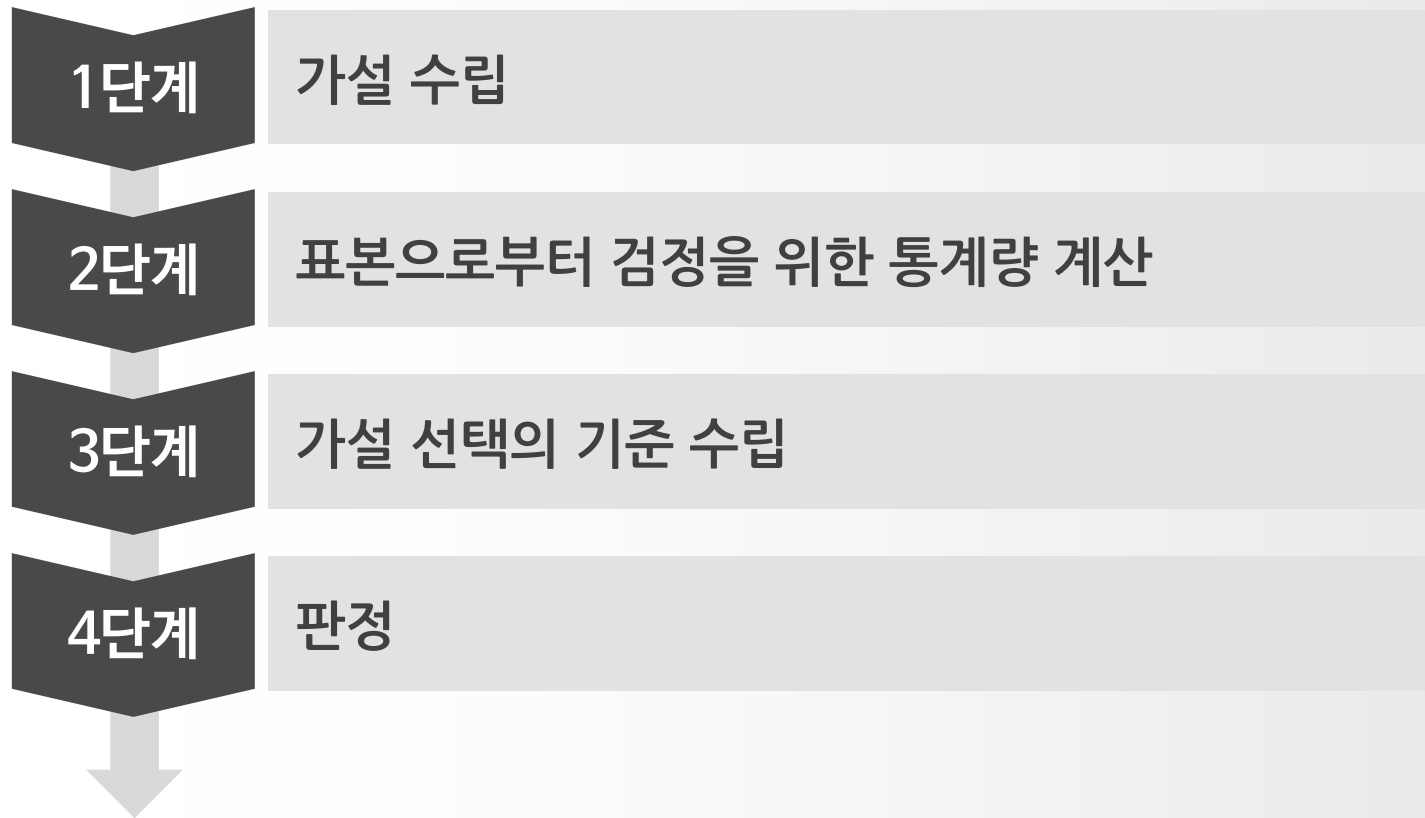 1단계
가설 수립
2단계
표본으로부터 검정을 위한 통계량 계산
3단계
가설 선택의 기준 수립
4단계
판정